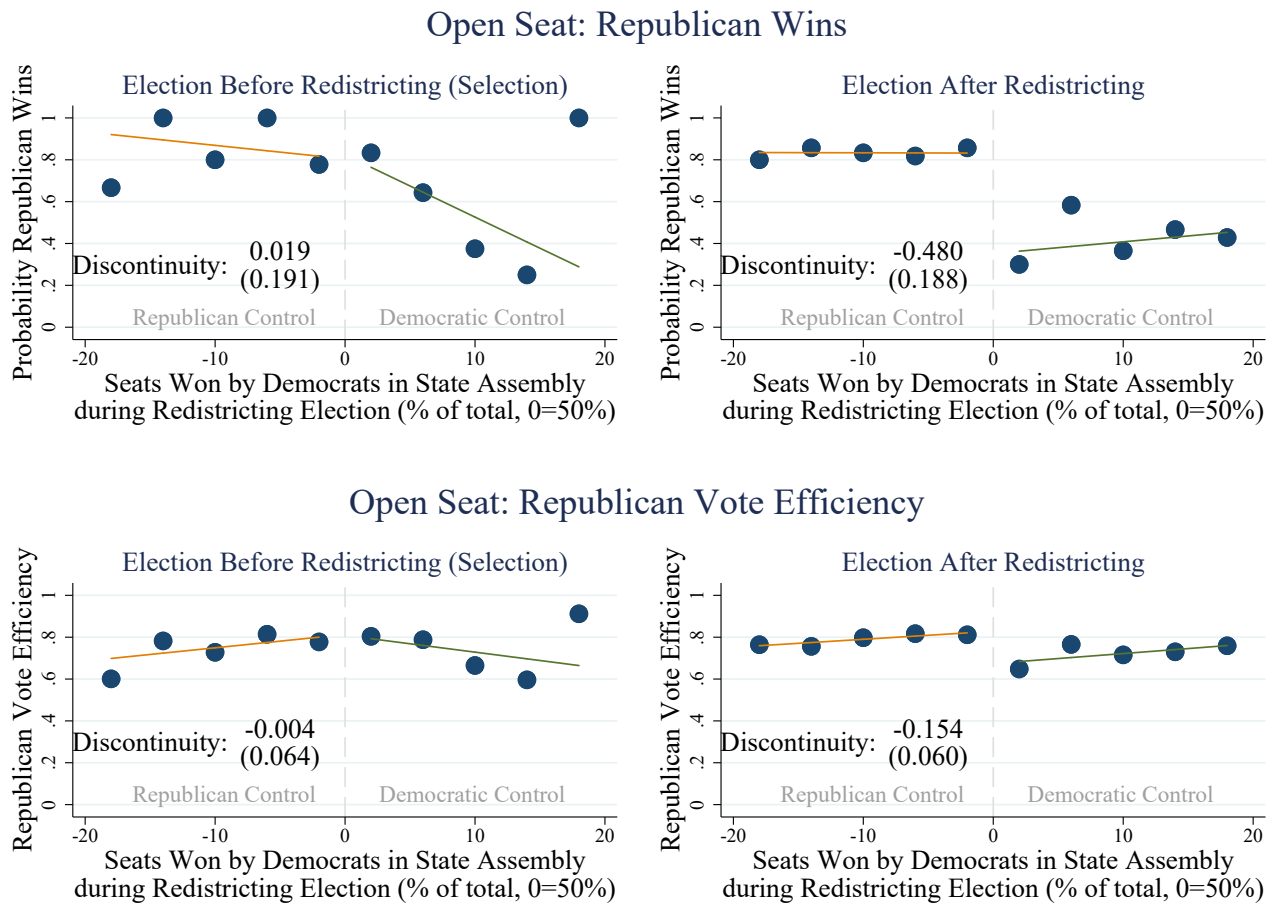 Open Seat: Republican Wins
Election Before Redistricting (Selection)
Probability Republican Wins
1
.8
.6
.4
.2
0
Discontinuity:
0.019
(0.191)
Republican Control
Democratic Control
-20
-10
0
10
20
Seats Won by Democrats in State Assembly
during Redistricting Election (% of total, 0=50%)
Election After Redistricting
Probability Republican Wins
1
.8
.6
.4
.2
0
Discontinuity:
-0.480
(0.188)
Republican Control
Democratic Control
-20
-10
0
10
20
Seats Won by Democrats in State Assembly
during Redistricting Election (% of total, 0=50%)
Open Seat: Republican Vote Efficiency
Election Before Redistricting (Selection)
Republican Vote Efficiency
1
.8
.6
.4
.2
0
Discontinuity:
-0.004
(0.064)
Republican Control
Democratic Control
-20
-10
0
10
20
Seats Won by Democrats in State Assembly
during Redistricting Election (% of total, 0=50%)
Election After Redistricting
Republican Vote Efficiency
1
.8
.6
.4
.2
0
Discontinuity:
-0.154
(0.060)
Republican Control
Democratic Control
-20
-10
0
10
20
Seats Won by Democrats in State Assembly
during Redistricting Election (% of total, 0=50%)